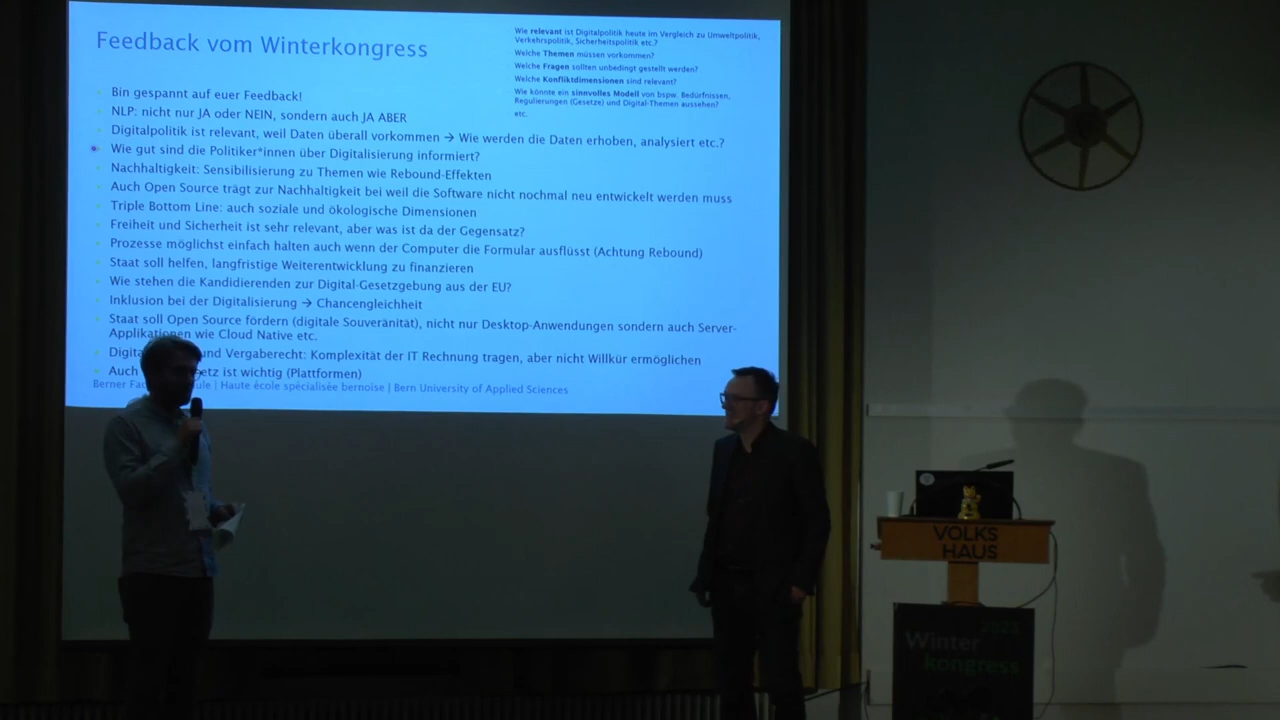 Feedback vom Winterkongress
Wie relevant ist Digitalpolitik heute im Vergleich zu Umweltpolitik,
Verkehrspolitik, Sicherheitspolitik etc.?
Welche Themen müssen vorkommen?
Welche Fragen sollten unbedingt gestellt werden?
Welche Konfliktdimensionen sind relevant?
Wie könnte ein sinnvolles Modell von bspw. Bedürfnissen,
Regulierungen (Gesetze) und Digital-Themen aussehen?
etc.
Bin gespannt auf euer Feedback!
NLP: nicht nur JA oder NEIN, sondern auch JA ABER
Digitalpolitik ist relevant, weil Daten überall vorkommen → Wie werden die Daten erhoben, analysiert etc.?
Wie gut sind die Politiker*innen über Digitalisierung informiert?
Nachhaltigkeit: Sensibilisierung zu Themen wie Rebound-Effekten
Auch Open Source trägt zur Nachhaltigkeit bei weil die Software nicht nochmal neu entwickelt werden muss
Triple Bottom Line: auch soziale und ökologische Dimensionen
Freiheit und Sicherheit ist sehr relevant, aber was ist da der Gegensatz?
Prozesse möglichst einfach halten auch wenn der Computer die Formular ausflüsst (Achtung Rebound)
Staat soll helfen, langfristige Weiterentwicklung zu finanzieren
Wie stehen die Kandidierenden zur Digital-Gesetzgebung aus der EU?
Inklusion bei der Digitalisierung → Chancengleichheit
Staat soll Open Source fördern (digitale Souveränität), nicht nur Desktop-Anwendungen sondern auch Server-
Applikationen wie Cloud Native etc.
und Vergaberecht: Komplexität der IT Rechnung tragen, aber nicht Willkür ermöglichen
Auch ist wichtig (Plattformen)
Berner | Haute école spécialisée bernoise | Bern University of Applied Sciences
VOLKS
HAUS
2023
Winter
kongress